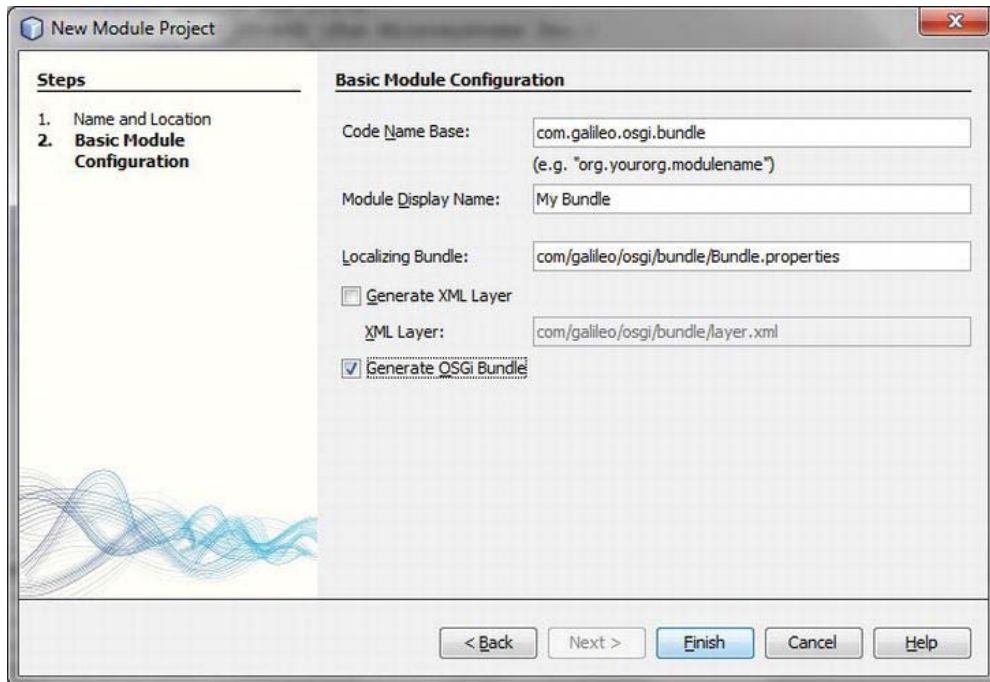 New Module Project
Steps
1. Name and Location
2. Basic Module
Configuration
Basic Module Configuration
Code Name Base:
com.galileo.osgi.bundle
(e.g. "org.yourorg.modulename")
Module Display Name:
My Bundle
Localizing Bundle:
com/galileo/osgi/bundle/Bundle.properties
Generate XML Layer
XML Layer:
com/galileo/osgi/bundle/layer.xml
Generate OSGi Bundle
< Back
Next >
Finish
Cancel
Help